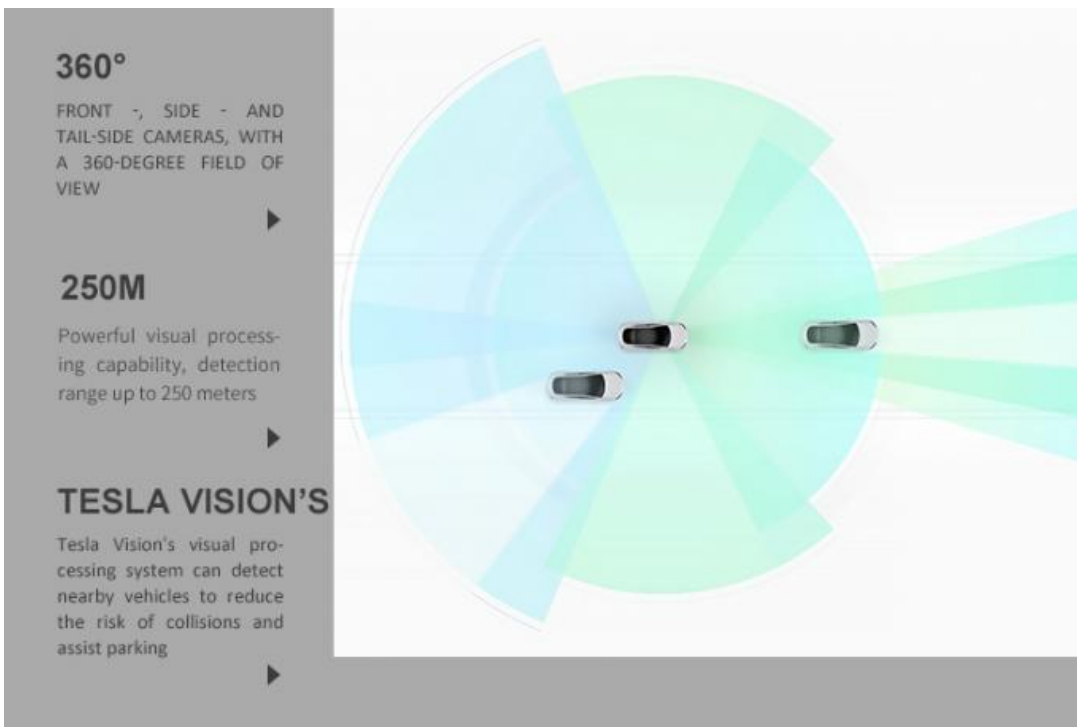 360°
FRONT -, SIDE - AND
TAIL-SIDE CAMERAS, WITH
A 360-DEGREE FIELD OF
VIEW
250M
Powerful visual process-
ing capability, detection
range up to 250 meters
TESLA VISION'S
Tesla Vision's visual pro-
cessing system can detect
nearby vehicles to reduce
the risk of collisions and
assist parking